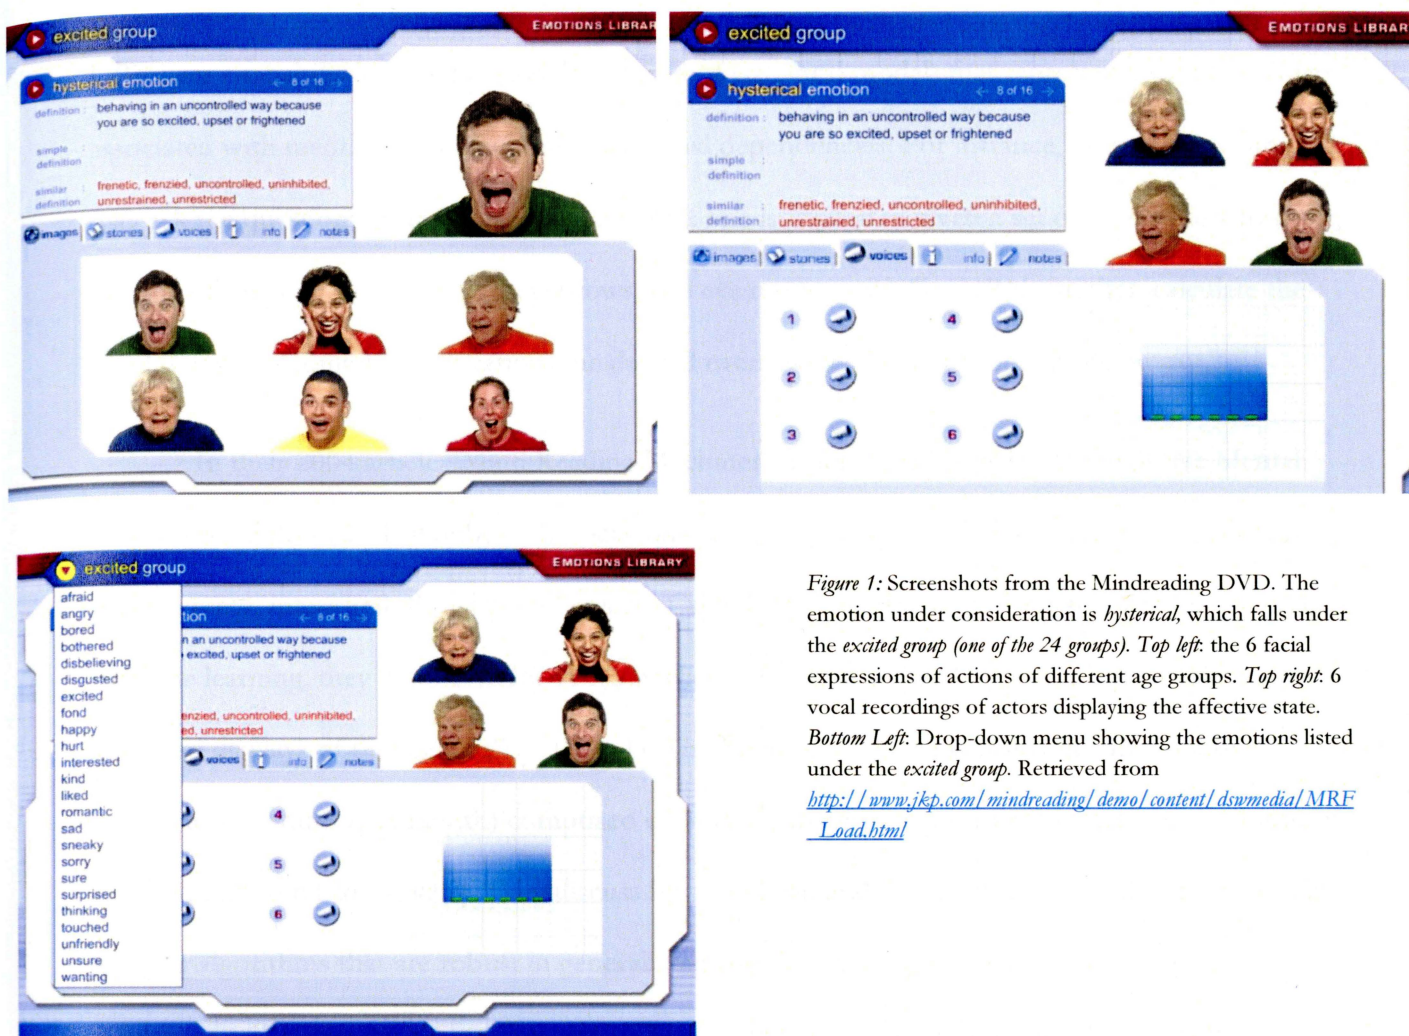 excited group
EMOTIONS LIBRAR
hysterical emotion
8 of 16
definition : behaving in an uncontrolled way because
you are so excited, upset or frightened
simple
definition
similar : frenetic, frenzied, uncontrolled, uninhibited,
definition unrestrained, unrestricted
images stories voices info notes
excited group
EMOTIONS LIBRAR
hysterical emotion
8 of 16
definition : behaving in an uncontrolled way because
you are so excited, upset or frightened
simple :
definition
similar : frenetic, frenzied, uncontrolled, uninhibited,
definition unrestrained, unrestricted
images stories voices info notes
1 4
2 5
3 6
excited group
EMOTIONS LIBRARY
afraid
angry
bored
bothered
disbelieving
disgusted
excited
fond
happy
hurt
interested
kind
liked
romantic
sad
sneaky
sorry
sure
surprised
thinking
touched
unfriendly
unsure
wanting
tion
8 of 16
n an uncontrolled way because
excited, upset or frightened
enzied, uncontrolled, uninhibited,
ed, unrestricted
voices info notes
4
5
6
Figure 1: Screenshots from the Mindreading DVD. The
emotion under consideration is hysterical, which falls under
the excited group (one of the 24 groups). Top left: the 6 facial
expressions of actions of different age groups. Top right: 6
vocal recordings of actors displaying the affective state.
Bottom Left: Drop-down menu showing the emotions listed
under the excited group. Retrieved from
http://www.jkp.com/mindreading/demo/content/dswmedia/MRF
_Load.html